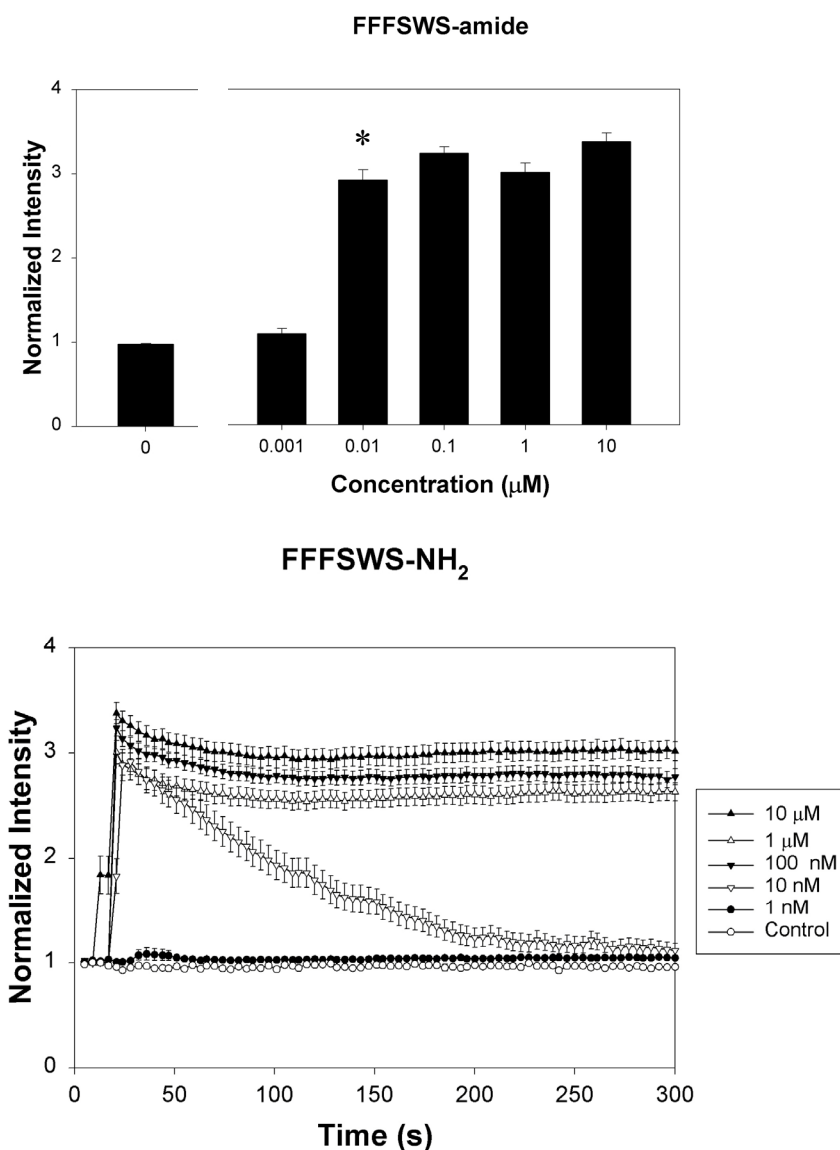 FFFSWS-amide
4
3
2
1
0
Normalized Intensity
*
0
0.001
0.01
0.1
1
10
Concentration (μM)
FFFSWS-NH₂
4
3
2
1
0
Normalized Intensity
0
50
100
150
200
250
300
Time (s)
10 μM
1 μM
100 nM
10 nM
1 nM
Control